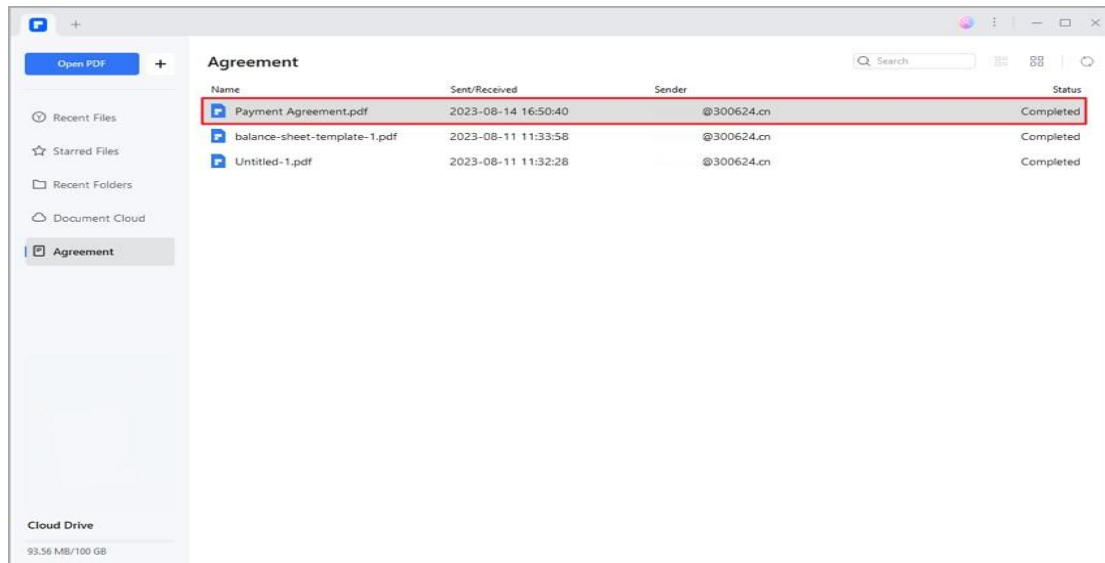 Open PDF
Agreement
Search
Name Sent/Received Sender Status
Recent Files
Payment Agreement.pdf 2023-08-14 16:50:40 @300624.cn Completed
balance-sheet-template-1.pdf 2023-08-11 11:33:58 @300624.cn Completed
Starred Files
Untitled-1.pdf 2023-08-11 11:32:28 @300624.cn Completed
Recent Folders
Document Cloud
Agreement
Cloud Drive
93.56 MB/100 GB